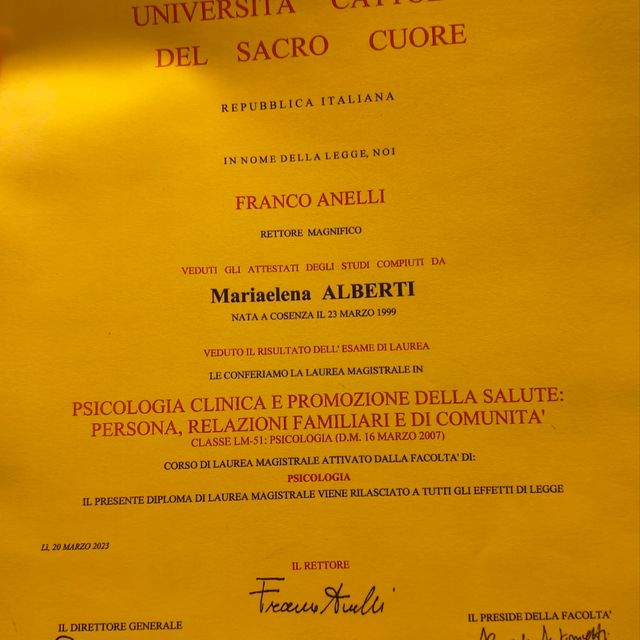 UNIVERSITÀ CATTOLICA
DEL SACRO CUORE
REPUBBLICA ITALIANA
IN NOME DELLA LEGGE, NOI
FRANCO ANELLI
RETTORE MAGNIFICO
VEDUTI GLI ATTESTATI DEGLI STUDI COMPIUTI DA
Mariaelena ALBERTI
NATA A COSENZA IL 23 MARZO 1999
VEDUTO IL RISULTATO DELL' ESAME DI LAUREA
LE CONFERIAMO LA LAUREA MAGISTRALE IN
PSICOLOGIA CLINICA E PROMOZIONE DELLA SALUTE:
PERSONA, RELAZIONI FAMILIARI E DI COMUNITA'
CLASSE LM-51: PSICOLOGIA (D.M. 16 MARZO 2007)
CORSO DI LAUREA MAGISTRALE ATTIVATO DALLA FACOLTA' DI:
PSICOLOGIA
IL PRESENTE DIPLOMA DI LAUREA MAGISTRALE VIENE RILASCIATO A TUTTI GLI EFFETTI DI LEGGE
Lì, 20 MARZO 2023
IL RETTORE
Franco Anelli
IL DIRETTORE GENERALE
IL PRESIDE DELLA FACOLTA'